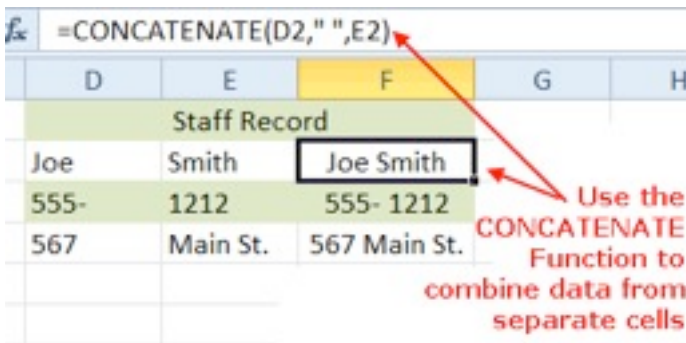 fx =CONCATENATE(D2," ",E2)
D E F G H
Staff Record
Joe Smith Joe Smith
555- 1212 555- 1212
567 Main St. 567 Main St.
Use the
CONCATENATE
Function to
combine data from
separate cells